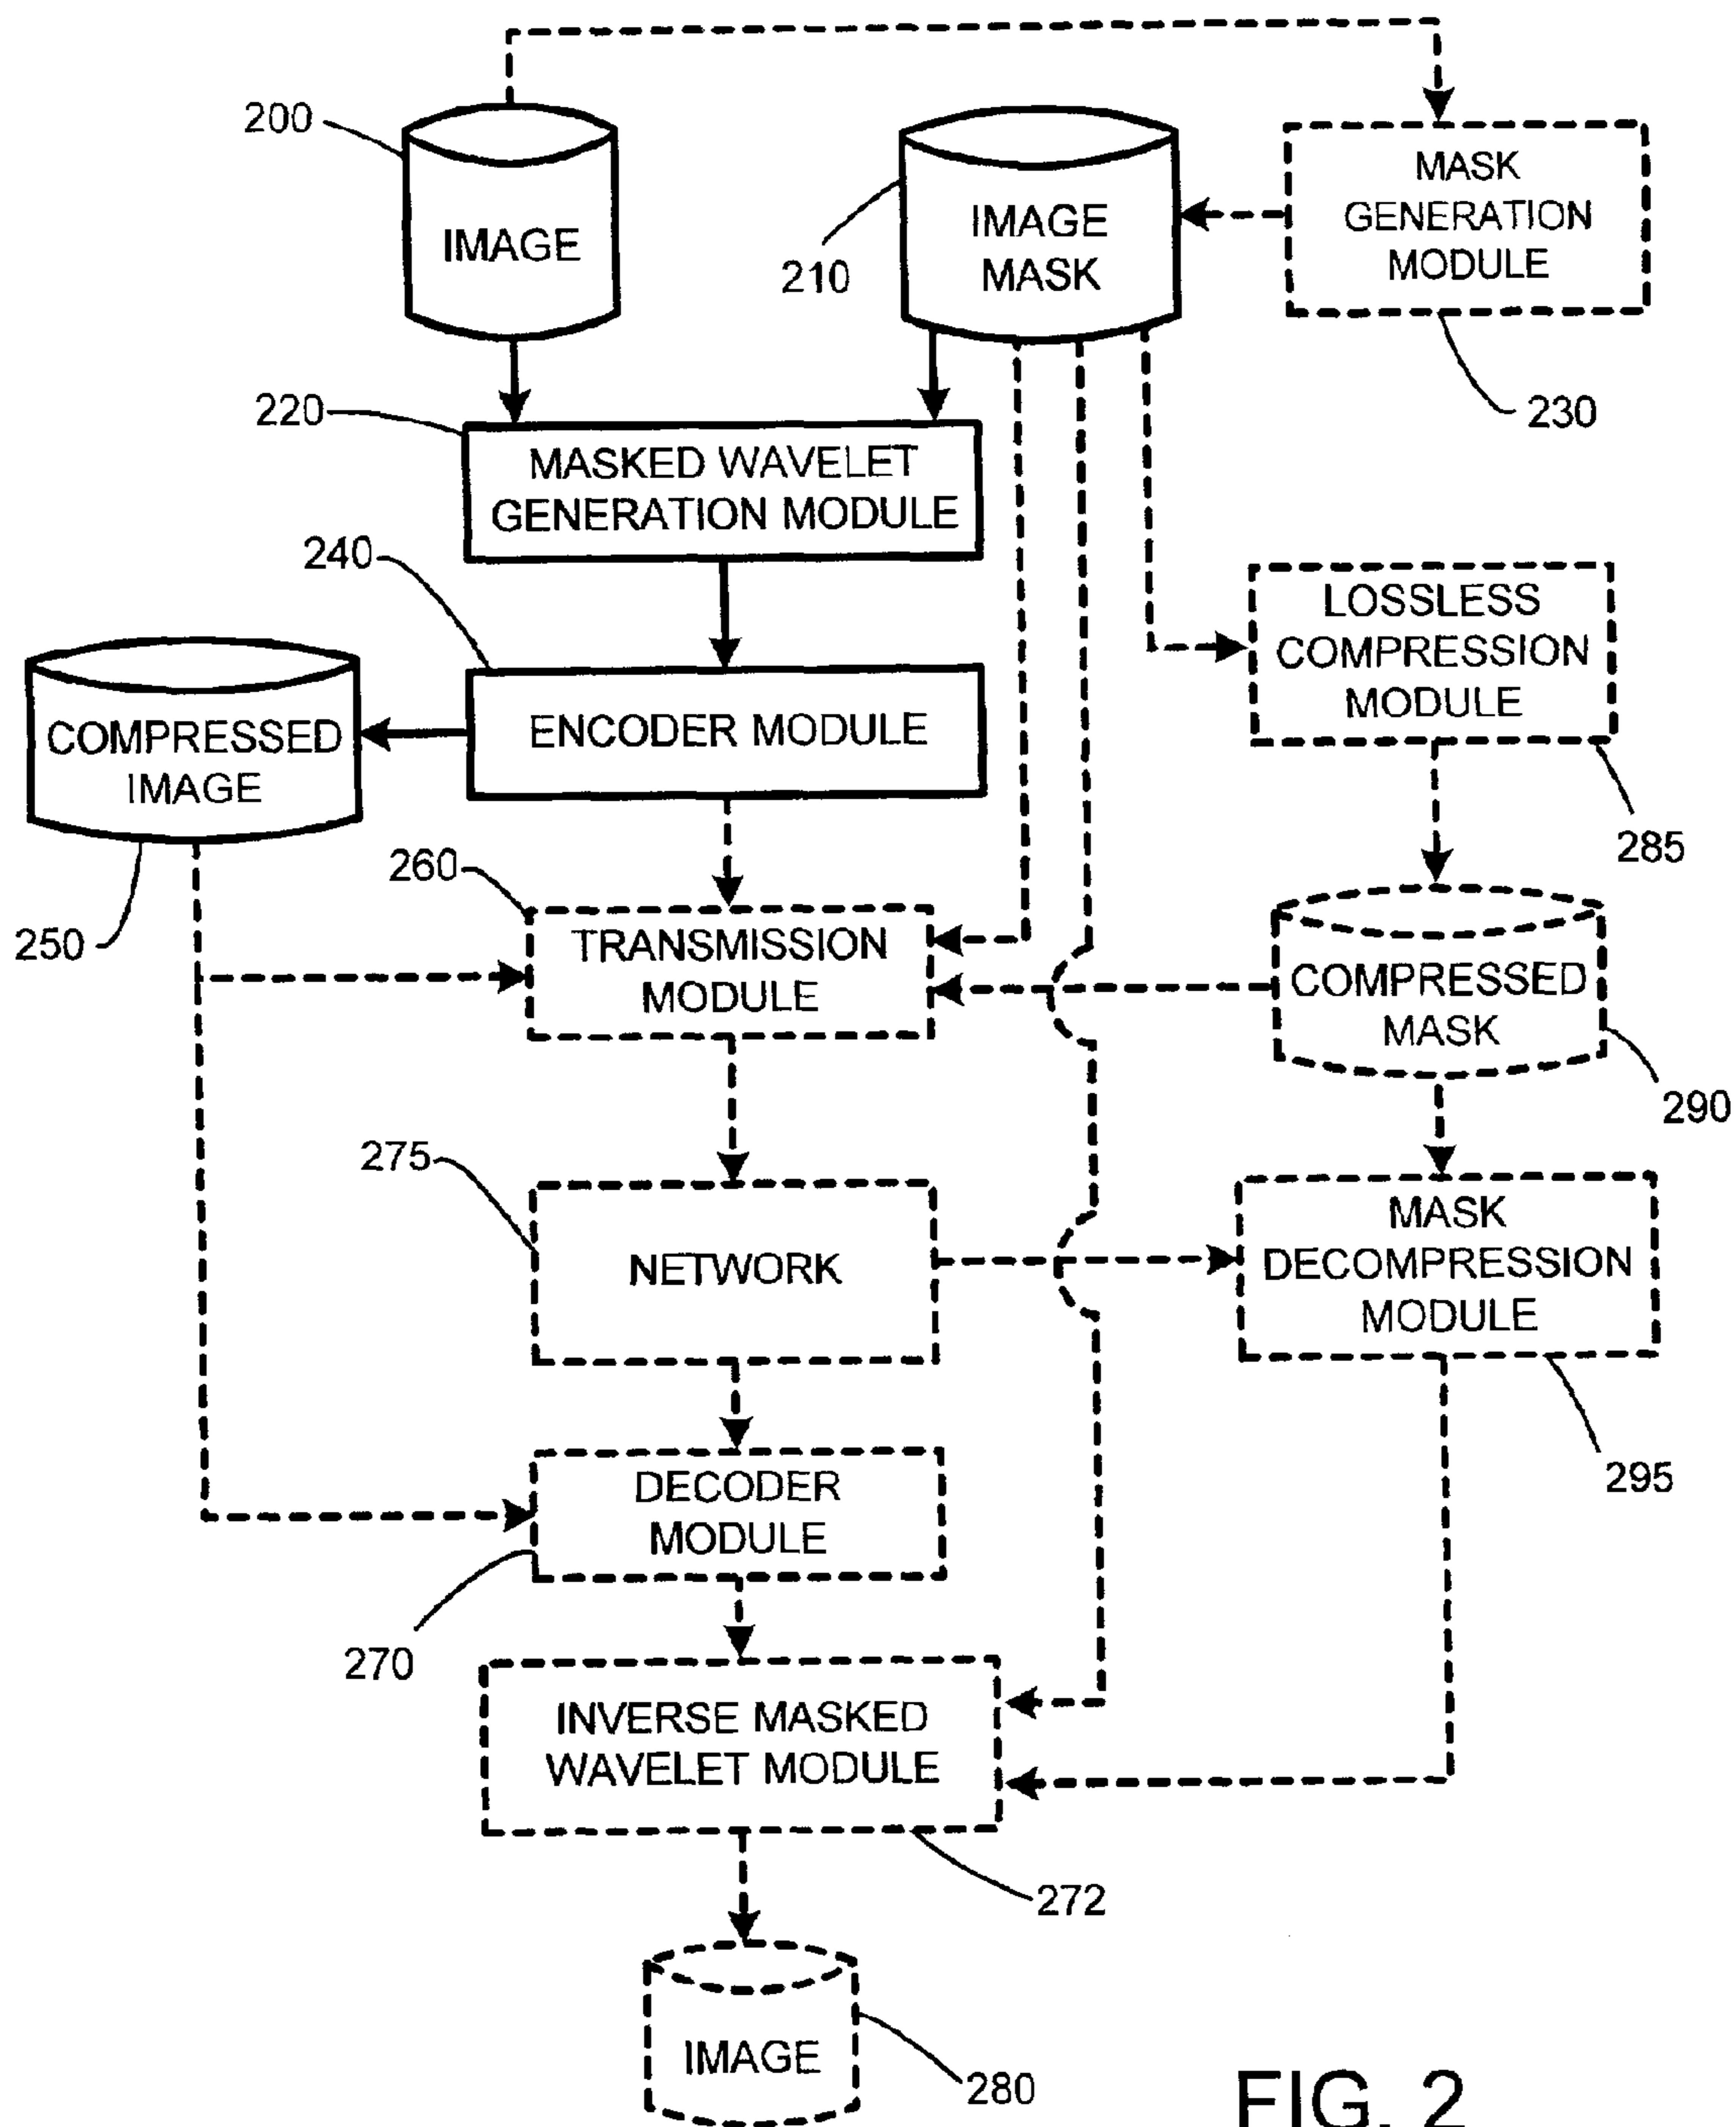 200
IMAGE
210
IMAGE
MASK
MASK
GENERATION
MODULE
230
220
MASKED WAVELET
GENERATION MODULE
240
ENCODER MODULE
COMPRESSED
IMAGE
250
LOSSLESS
COMPRESSION
MODULE
285
260
TRANSMISSION
MODULE
COMPRESSED
MASK
290
275
NETWORK
MASK
DECOMPRESSION
MODULE
295
DECODER
MODULE
270
INVERSE MASKED
WAVELET MODULE
272
IMAGE
280
FIG. 2